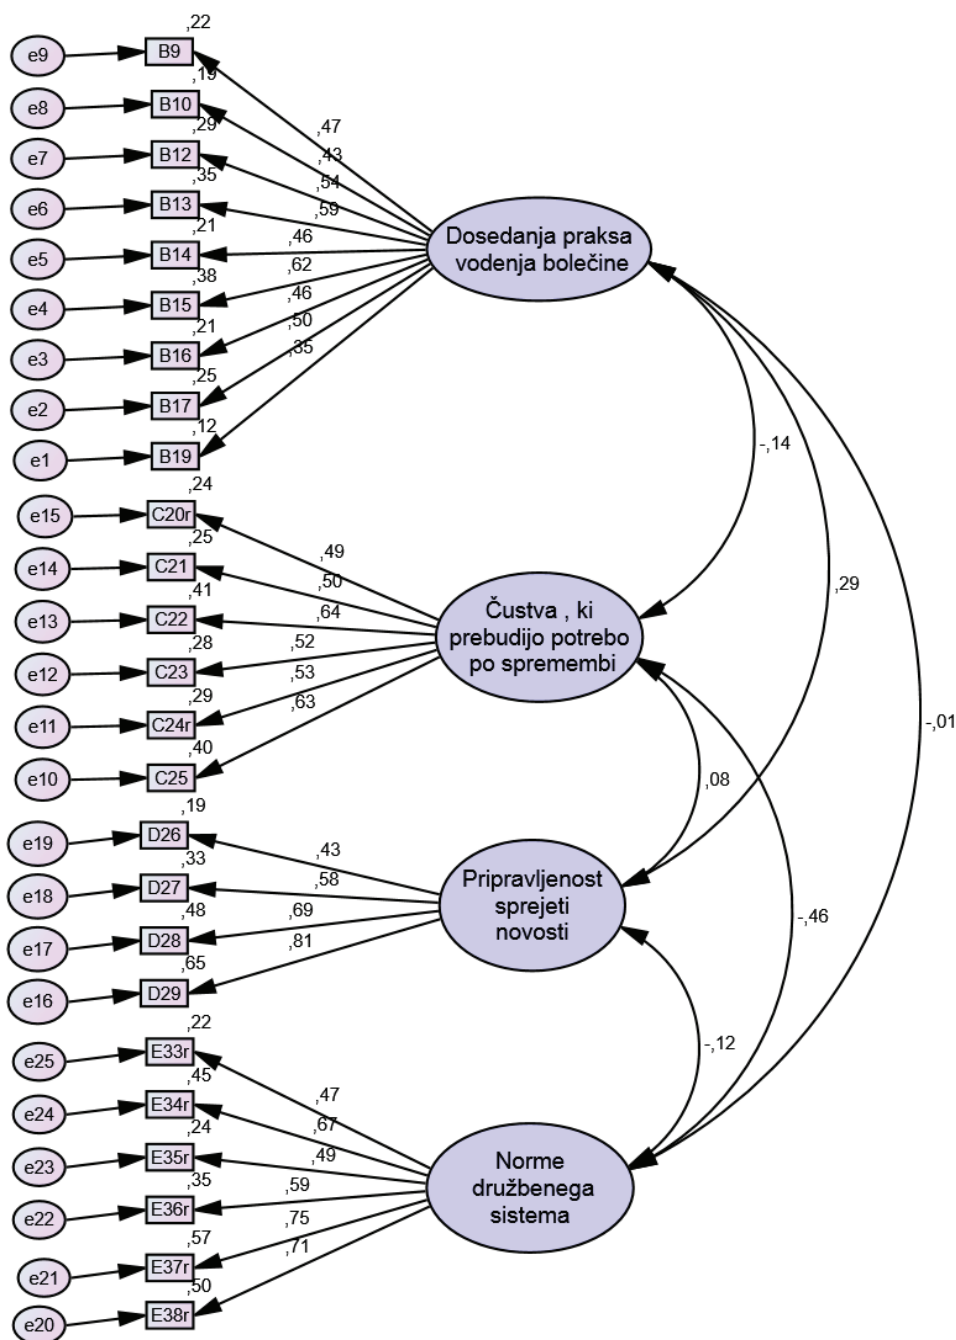 ,22
e9 B9
,19
e8 B10
,29
e7 B12
,35
e6 B13
,21
e5 B14
,38
e4 B15
,21
e3 B16
,25
e2 B17
,12
e1 B19
,47
,43
,54
,59
,46
,62
,46
,50
,35
Dosedanja praksa
vodenja bolečine
,24
e15 C20r
,25
e14 C21
,41
e13 C22
,28
e12 C23
,29
e11 C24r
,40
e10 C25
,49
,50
,64
,52
,53
,63
Čustva , ki
prebudijo potrebo
po spremembi
,19
e19 D26
,33
e18 D27
,48
e17 D28
,65
e16 D29
,43
,58
,69
,81
Pripravljenost
sprejeti
novosti
,22
e25 E33r
,45
e24 E34r
,24
e23 E35r
,35
e22 E36r
,57
e21 E37r
,50
e20 E38r
,47
,67
,49
,59
,75
,71
Norme
družbenega
sistema
-,14
,29
-,01
,08
-,46
-,12